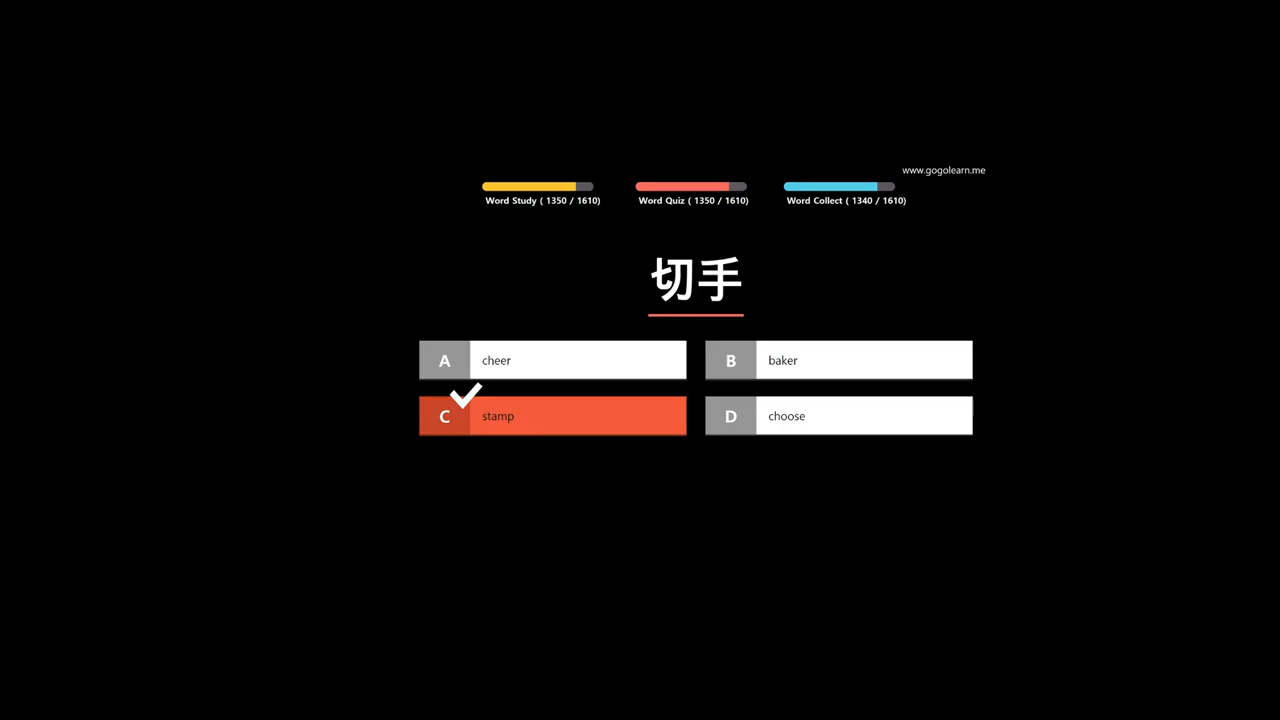 www.gogolearn.me
Word Study ( 1350 / 1610)
Word Quiz ( 1350 / 1610)
Word Collect ( 1340 / 1610)
切手
A cheer
B baker
C stamp
D choose